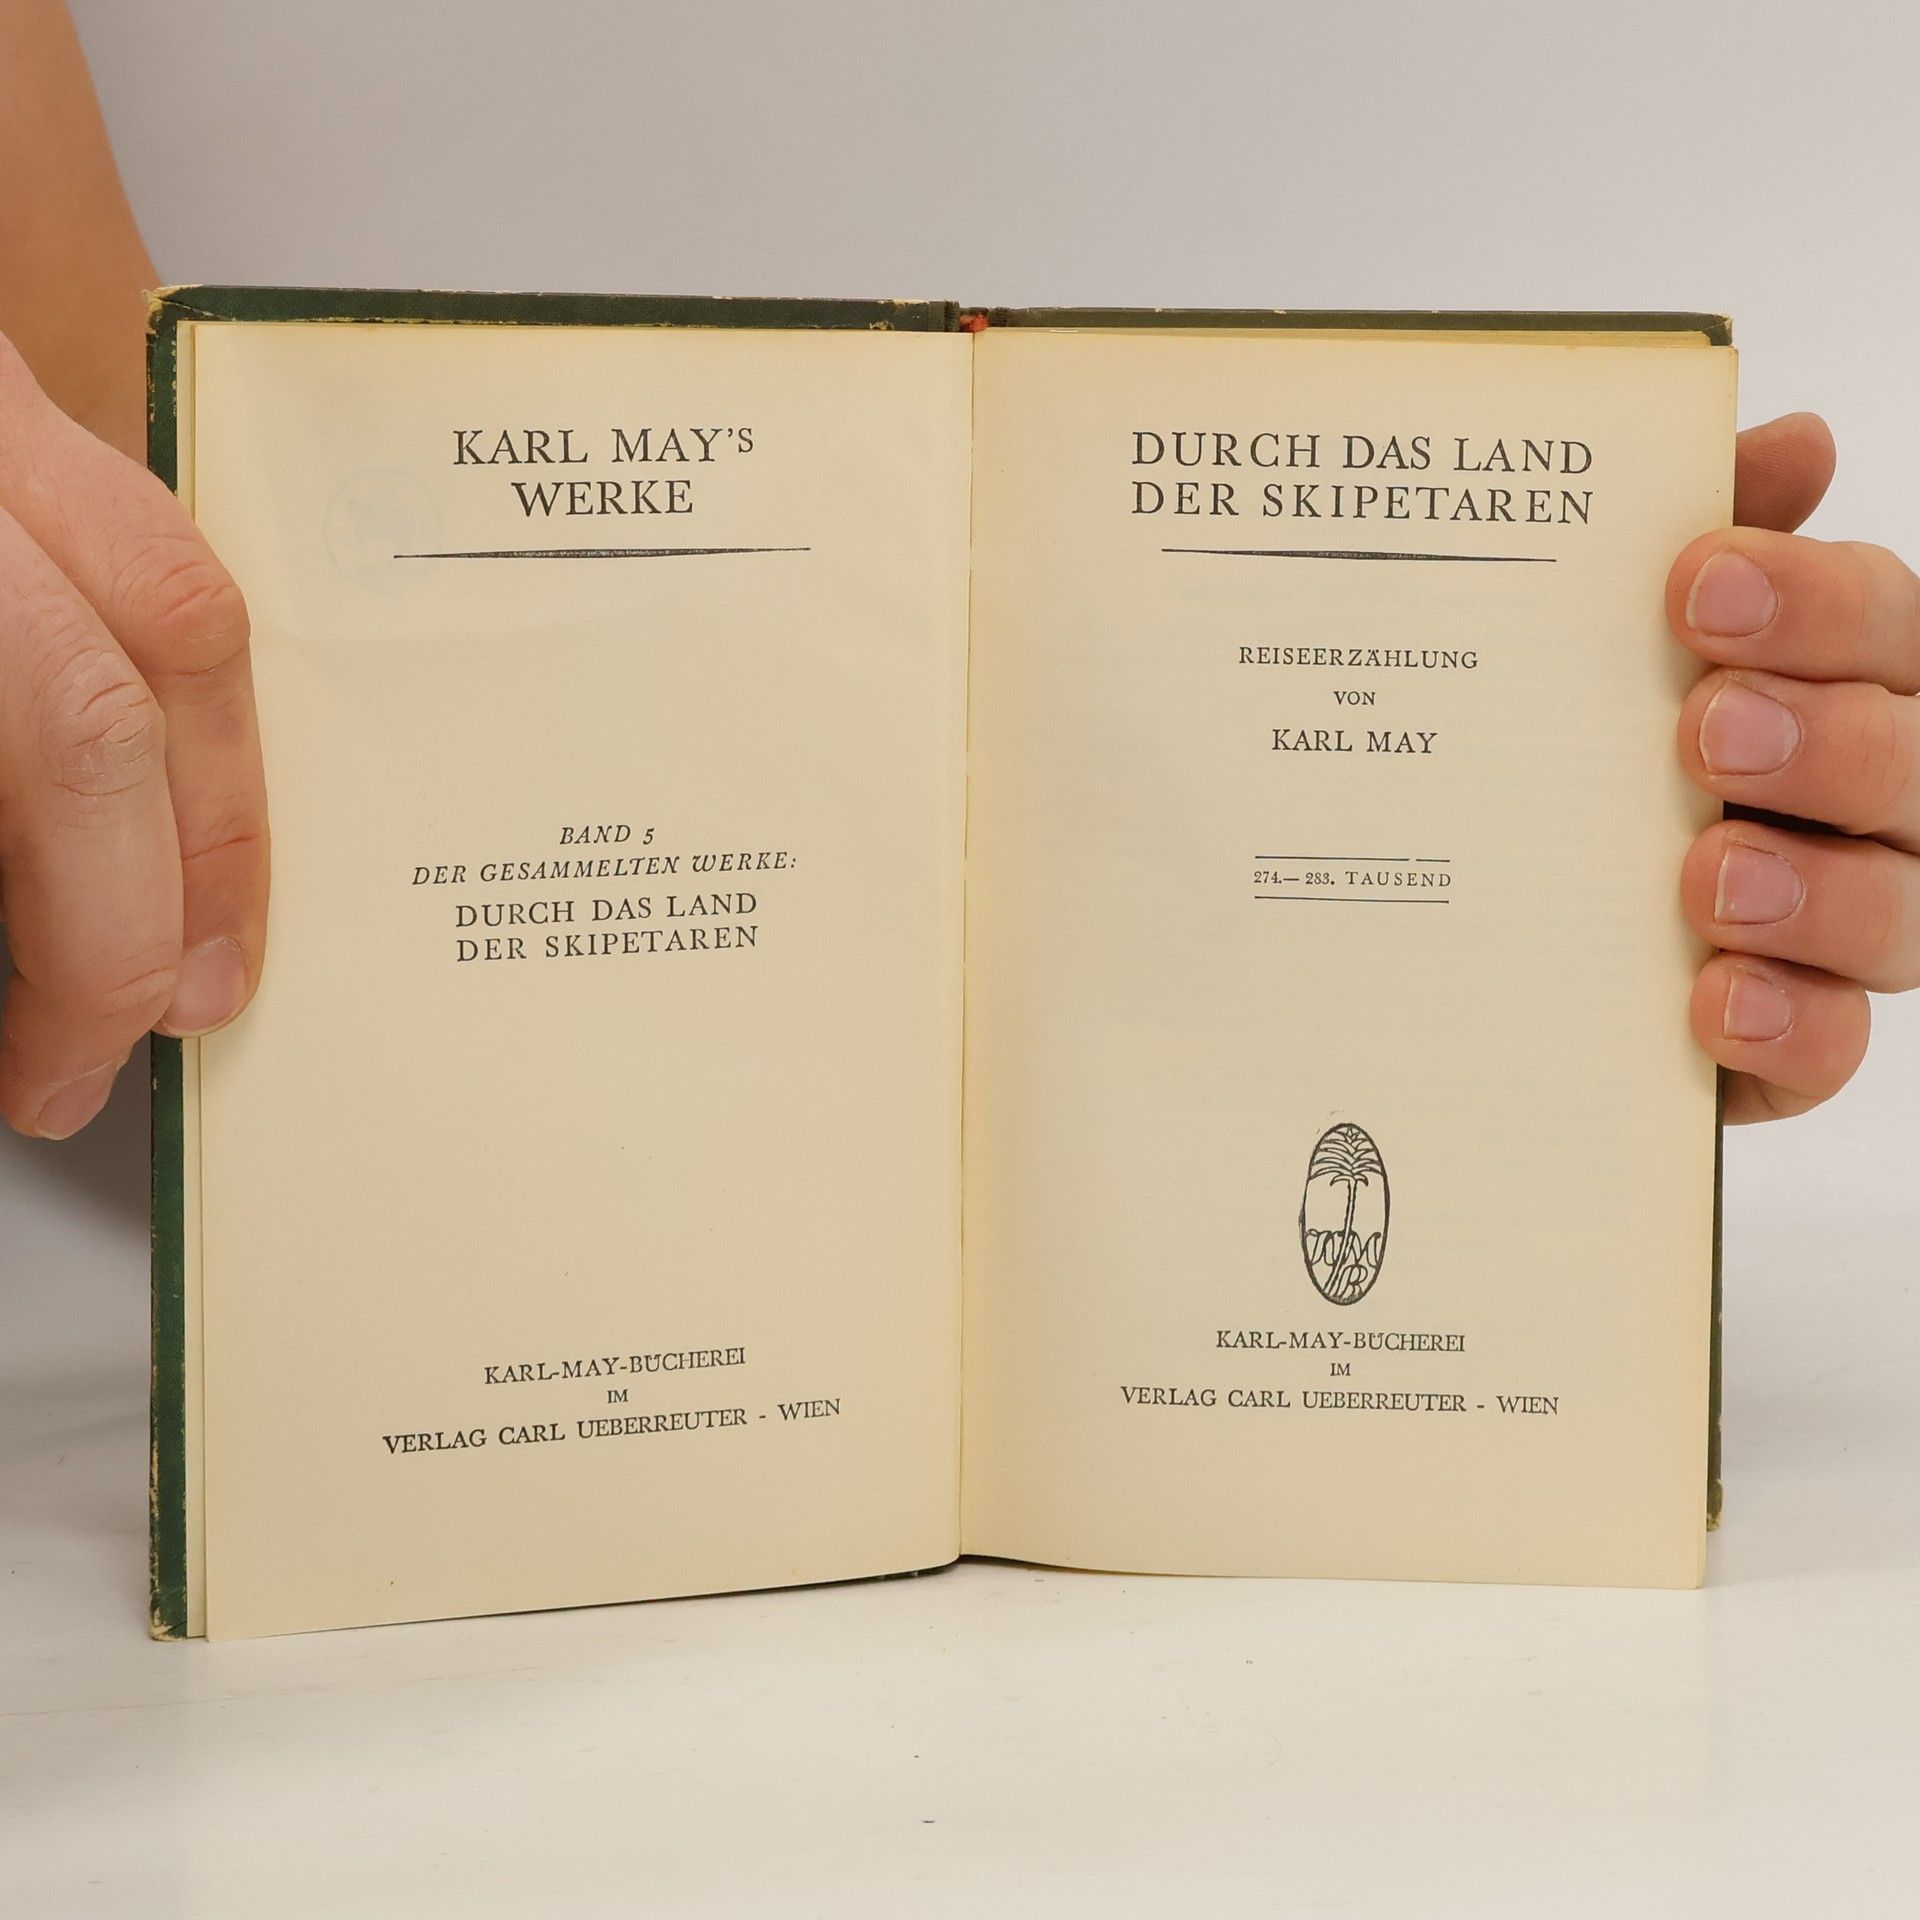 KARL MAY'S
WERKE
BAND 5
DER GESAMMELTEN WERKE:
DURCH DAS LAND
DER SKIPETAREN
KARL-MAY-BÜCHEREI
IM
VERLAG CARL UEBERREUTER - WIEN
DURCH DAS LAND
DER SKIPETAREN
REISEERZÄHLUNG
VON
KARL MAY
274.— 283. TAUSEND
KARL-MAY-BÜCHEREI
IM
VERLAG CARL UEBERREUTER - WIEN